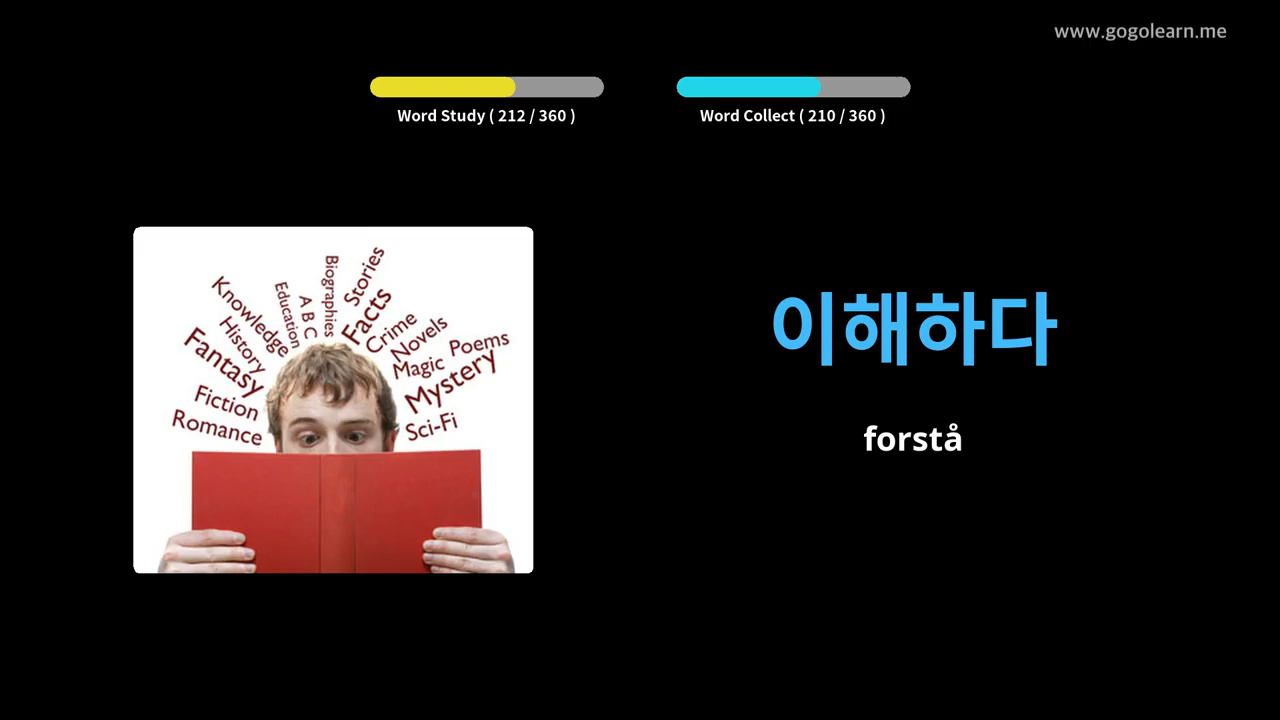 www.gogolearn.me
Word Study ( 212 / 360 )
Word Collect ( 210 / 360 )
Stories
Biographies
Facts
A B C
Education
Knowledge
Crime
History
Novels
Poems
Fantasy
Magic
Mystery
Fiction
Romance
Sci-Fi
이해하다
forstå